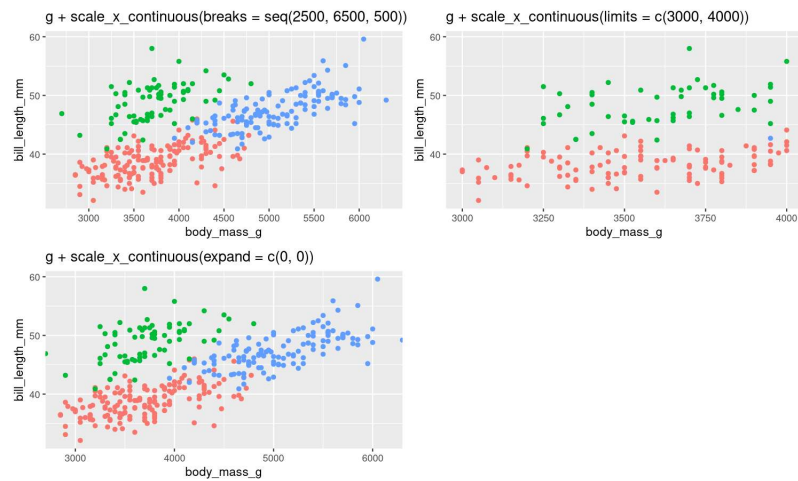 g + scale_x_continuous(breaks = seq(2500, 6500, 500))
60
50
40
bill_length_mm
3000 3500 4000 4500 5000 5500 6000
body_mass_g
g + scale_x_continuous(limits = c(3000, 4000))
60
50
40
bill_length_mm
3000 3250 3500 3750 4000
body_mass_g
g + scale_x_continuous(expand = c(0, 0))
60
50
40
bill_length_mm
3000 4000 5000 6000
body_mass_g